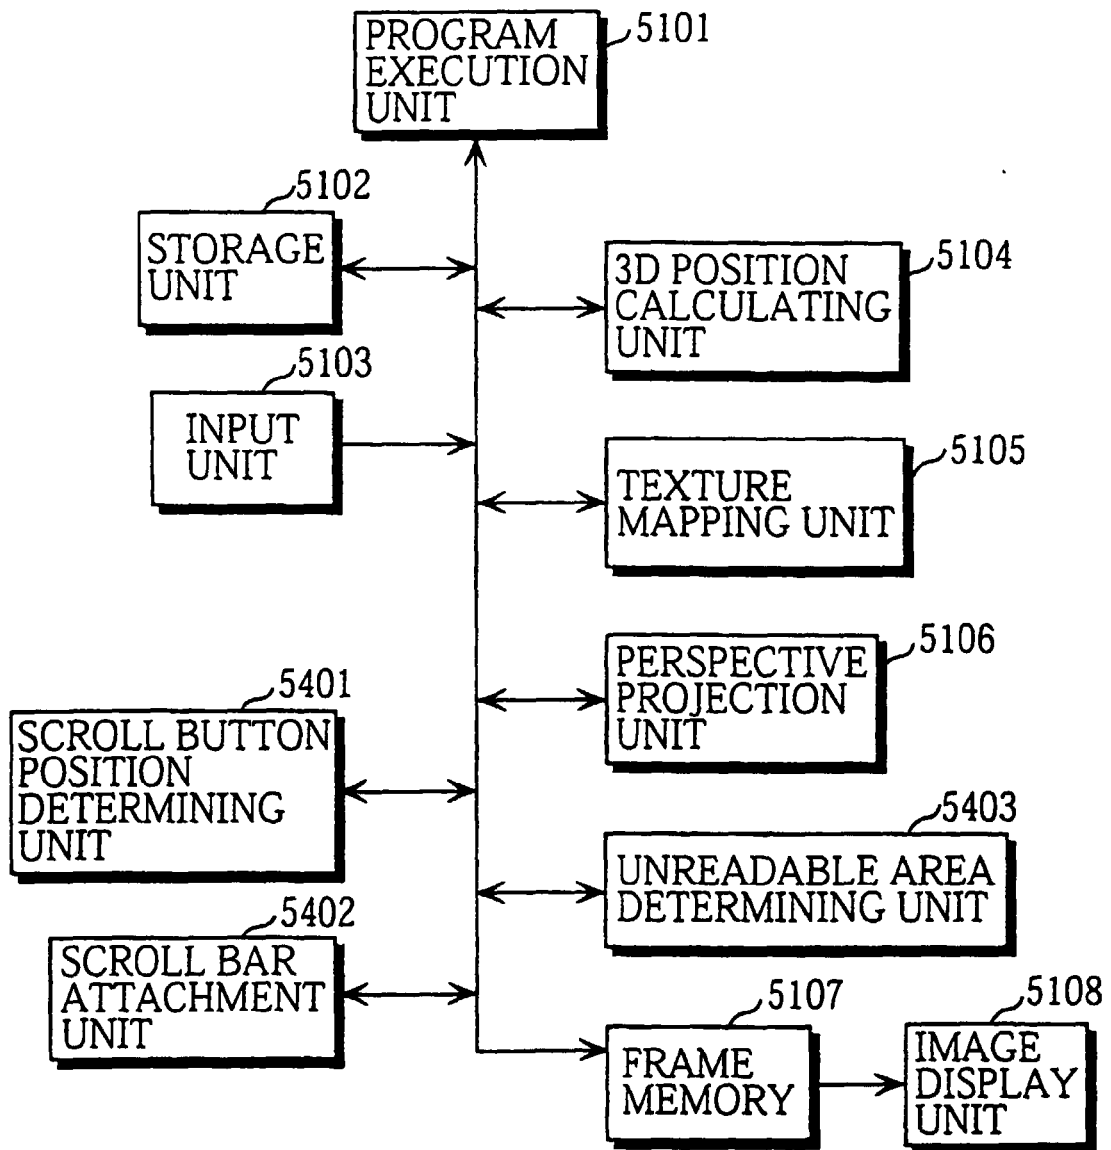 5101
PROGRAM
EXECUTION
UNIT
5102
STORAGE
UNIT
5104
3D POSITION
CALCULATING
UNIT
5103
INPUT
UNIT
5105
TEXTURE
MAPPING UNIT
5106
PERSPECTIVE
PROJECTION
UNIT
5401
SCROLL BUTTON
POSITION
DETERMINING
UNIT
5403
UNREADABLE AREA
DETERMINING UNIT
5402
SCROLL BAR
ATTACHMENT
UNIT
5107
FRAME
MEMORY
5108
IMAGE
DISPLAY
UNIT